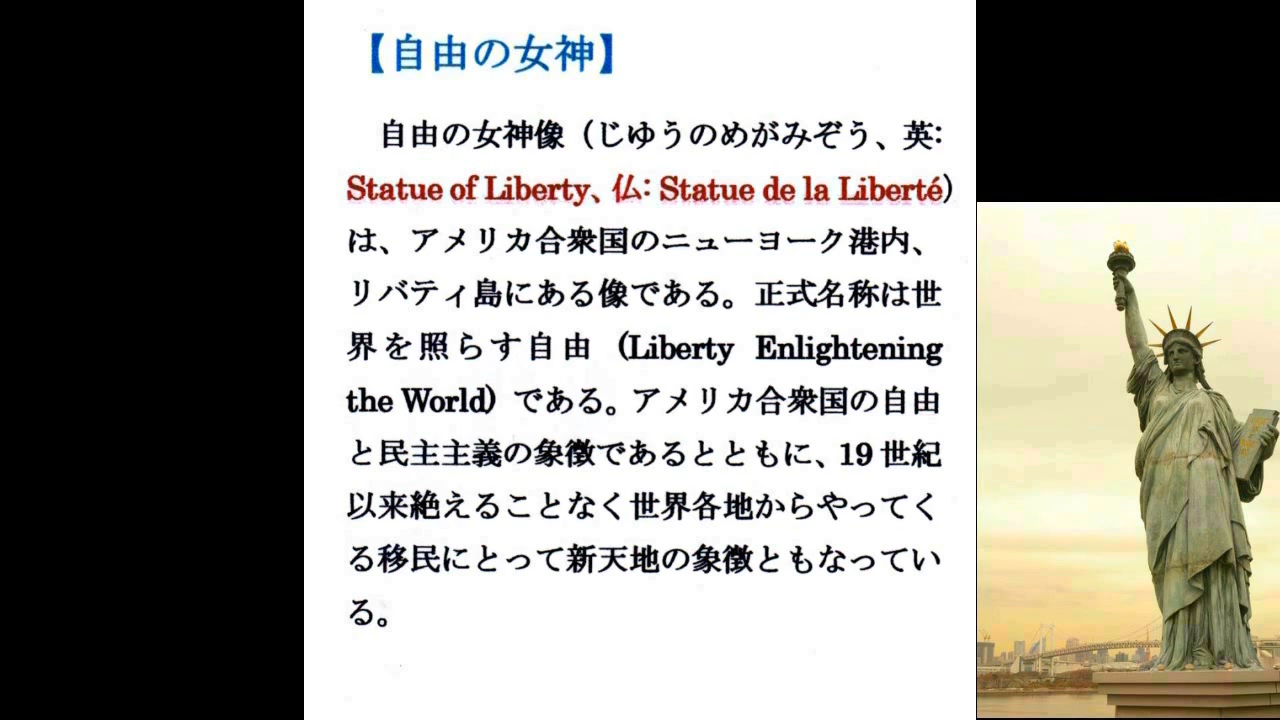 【自由の女神】
自由の女神像（じゆうのめがみぞう、英:
Statue of Liberty、仏: Statue de la Liberté）
は、アメリカ合衆国のニューヨーク港内、
リバティ島にある像である。正式名称は世
界を照らす自由 (Liberty Enlightening
the World) である。アメリカ合衆国の自由
と民主主義の象徴であるとともに、19 世紀
以来絶えることなく世界各地からやってく
る移民にとって新天地の象徴ともなってい
る。